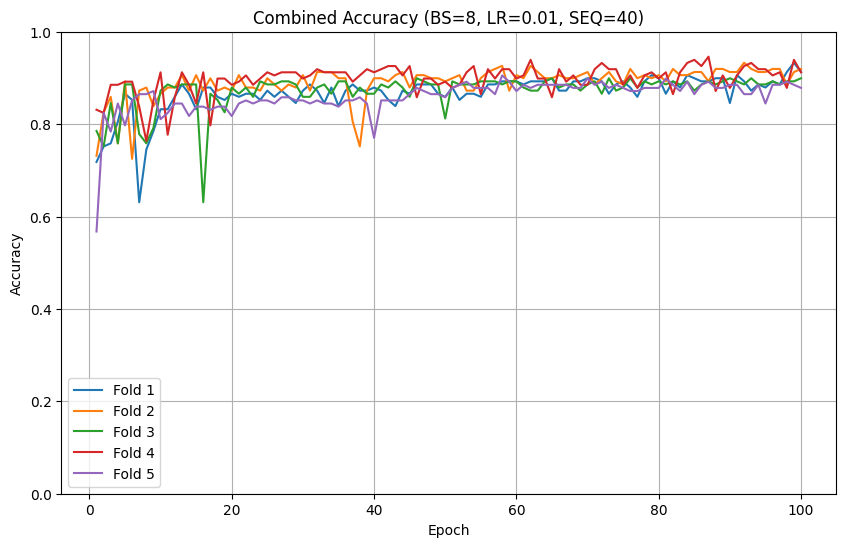 Combined Accuracy (BS=8, LR=0.01, SEQ=40)
Accuracy
1.0
0.8
0.6
0.4
0.2
0.0
Fold 1
Fold 2
Fold 3
Fold 4
Fold 5
0 20 40 60 80 100
Epoch